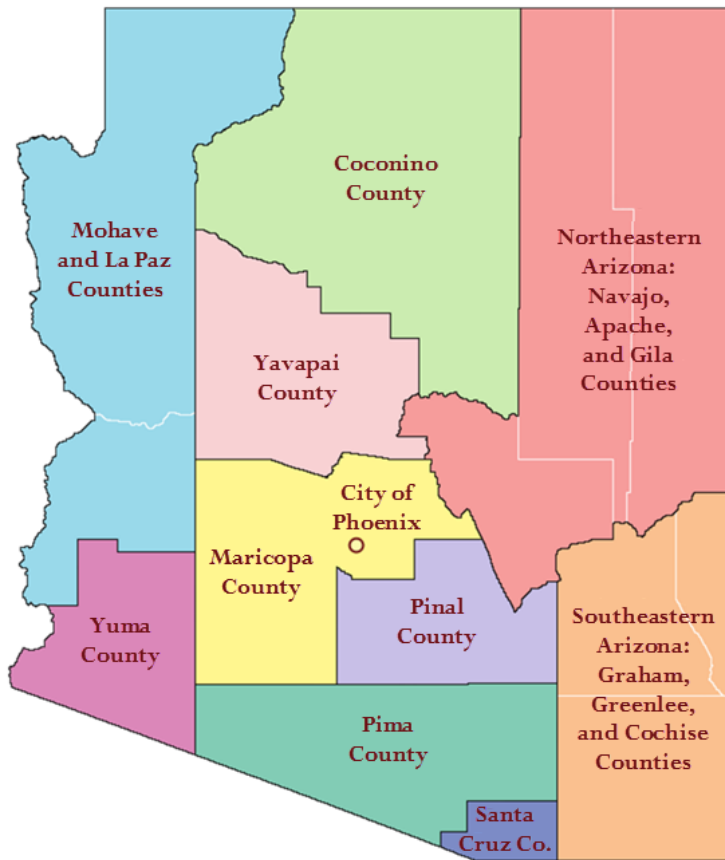 Coconino
County
Mohave
and La Paz
Counties
Northeastern
Arizona:
Navajo,
Apache,
and Gila
Counties
Yavapai
County
City of
Phoenix
Maricopa
County
Pinal
County
Yuma
County
Southeastern
Arizona:
Graham,
Greenlee,
and Cochise
Counties
Pima
County
Santa
Cruz Co.